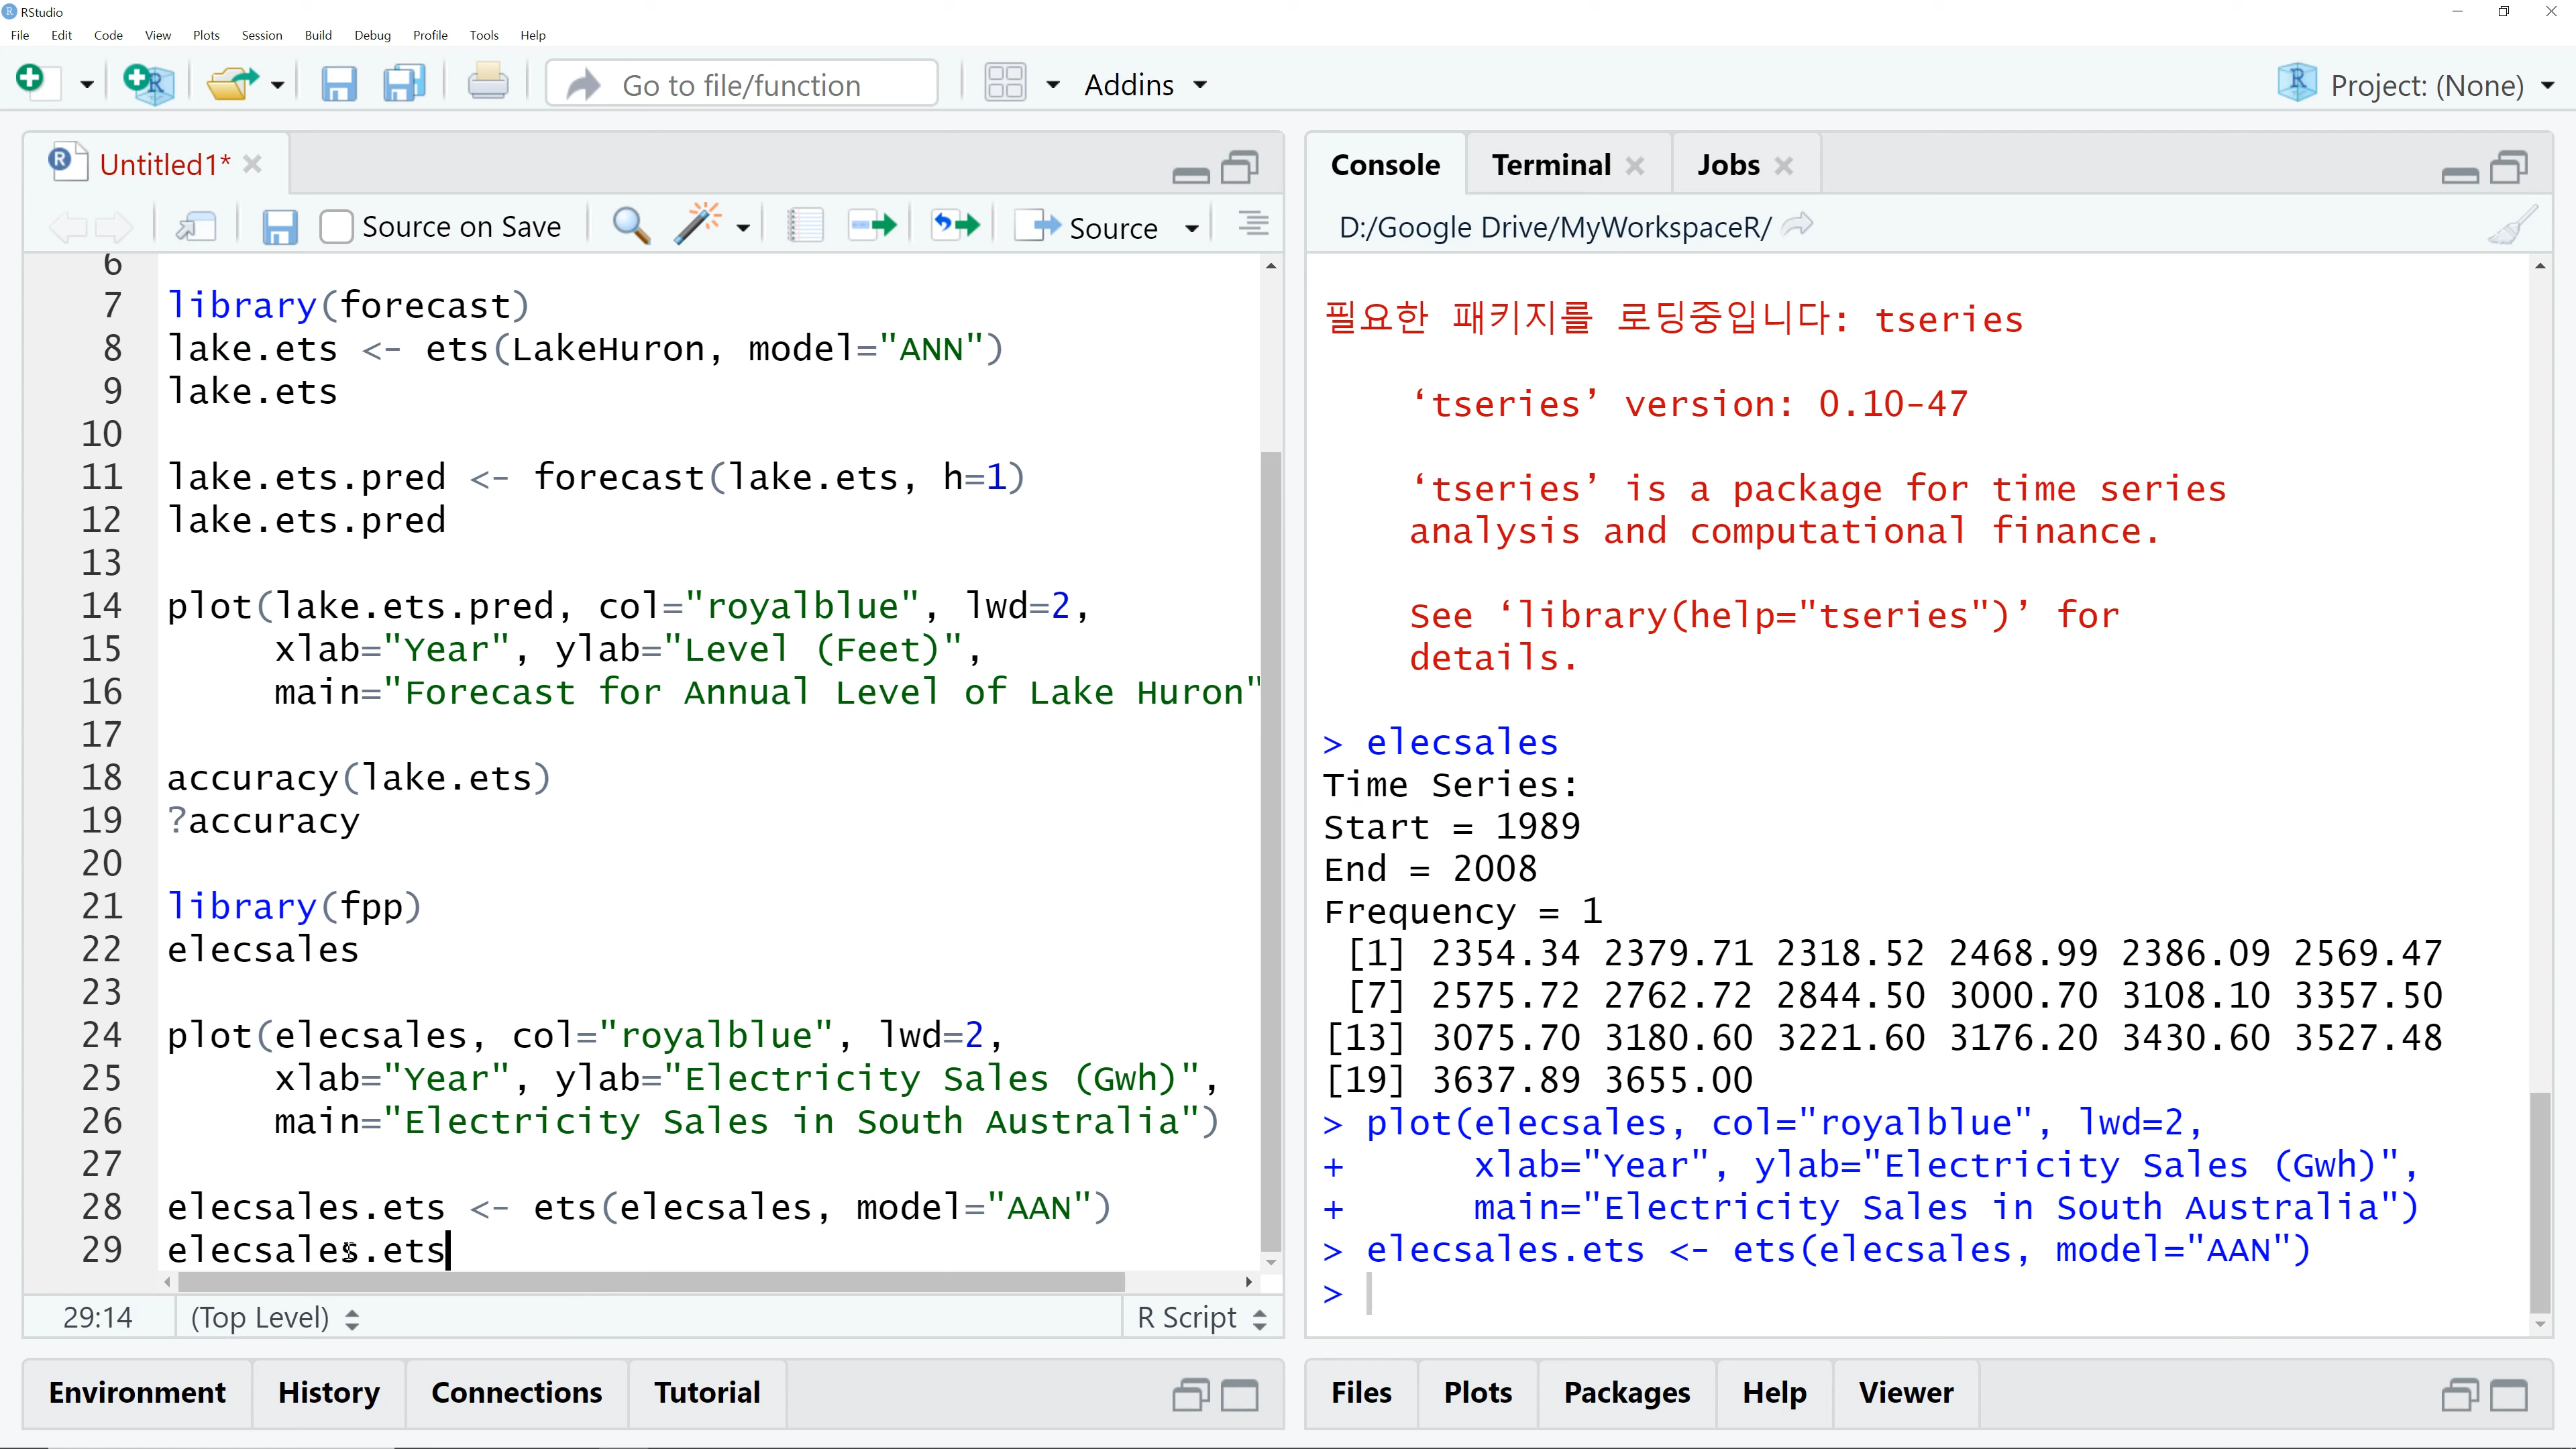 RStudio
File Edit Code View Plots Session Build Debug Profile Tools Help
Go to file/function Addins Project: (None)
Untitled1*
Source on Save Source
6
7 library(forecast)
8 lake.ets <- ets(LakeHuron, model="ANN")
9 lake.ets
10
11 lake.ets.pred <- forecast(lake.ets, h=1)
12 lake.ets.pred
13
14 plot(lake.ets.pred, col="royalblue", lwd=2,
15 xlab="Year", ylab="Level (Feet)",
16 main="Forecast for Annual Level of Lake Huron"
17
18 accuracy(lake.ets)
19 ?accuracy
20
21 library(fpp)
22 elecsales
23
24 plot(elecsales, col="royalblue", lwd=2,
25 xlab="Year", ylab="Electricity Sales (Gwh)",
26 main="Electricity Sales in South Australia")
27
28 elecsales.ets <- ets(elecsales, model="AAN")
29 elecsales.ets
29:14 (Top Level) R Script
Environment History Connections Tutorial
Console Terminal Jobs
D:/Google Drive/MyWorkspaceR/
필요한 패키지를 로딩중입니다: tseries
‘tseries’ version: 0.10-47
‘tseries’ is a package for time series
analysis and computational finance.
See ‘library(help="tseries")’ for
details.
> elecsales
Time Series:
Start = 1989
End = 2008
Frequency = 1
[1] 2354.34 2379.71 2318.52 2468.99 2386.09 2569.47
[7] 2575.72 2762.72 2844.50 3000.70 3108.10 3357.50
[13] 3075.70 3180.60 3221.60 3176.20 3430.60 3527.48
[19] 3637.89 3655.00
> plot(elecsales, col="royalblue", lwd=2,
+ xlab="Year", ylab="Electricity Sales (Gwh)",
+ main="Electricity Sales in South Australia")
> elecsales.ets <- ets(elecsales, model="AAN")
>
Files Plots Packages Help Viewer